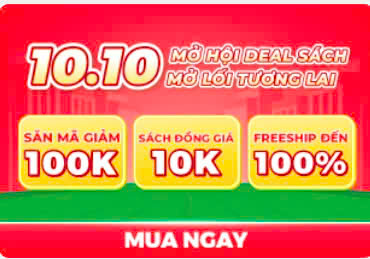 10.10
MỞ HỘI DEAL SÁCH
MỞ LỐI TƯƠNG LAI
SĂN MÃ GIẢM
100K
SÁCH ĐỒNG GIÁ
10K
FREESHIP ĐẾN
100%
MUA NGAY